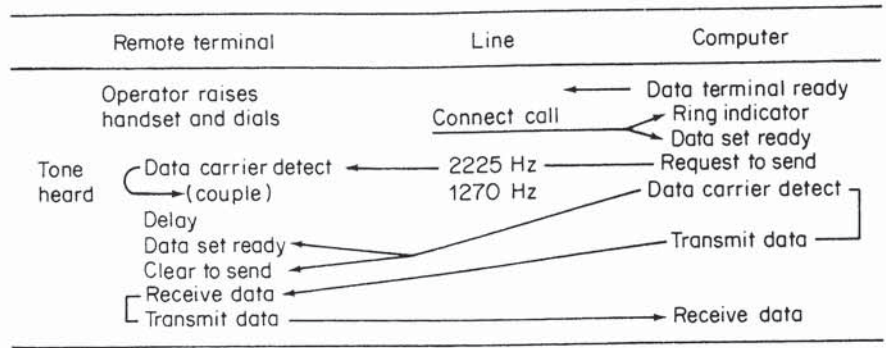 Remote terminal Line Computer
Operator raises Data terminal ready
handset and dials Connect call Ring indicator
Data set ready
Tone Data carrier detect 2225 Hz Request to send
heard (couple) 1270 Hz Data carrier detect
Delay
Data set ready Transmit data
Clear to send
Receive data
Transmit data Receive data